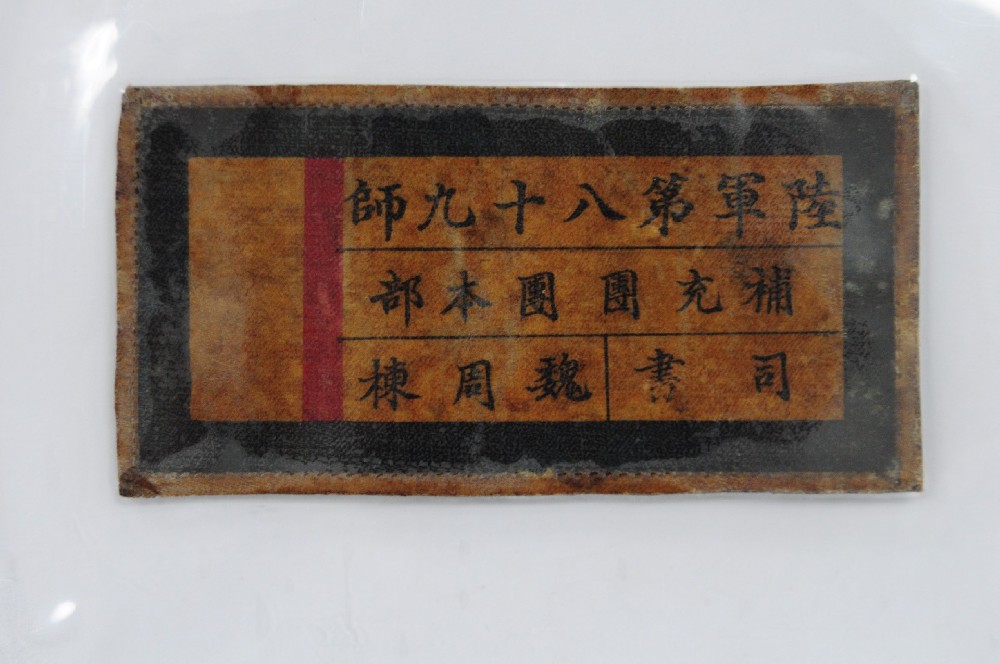 陸軍第八十九師
補充團團本部
司書 魏周棟